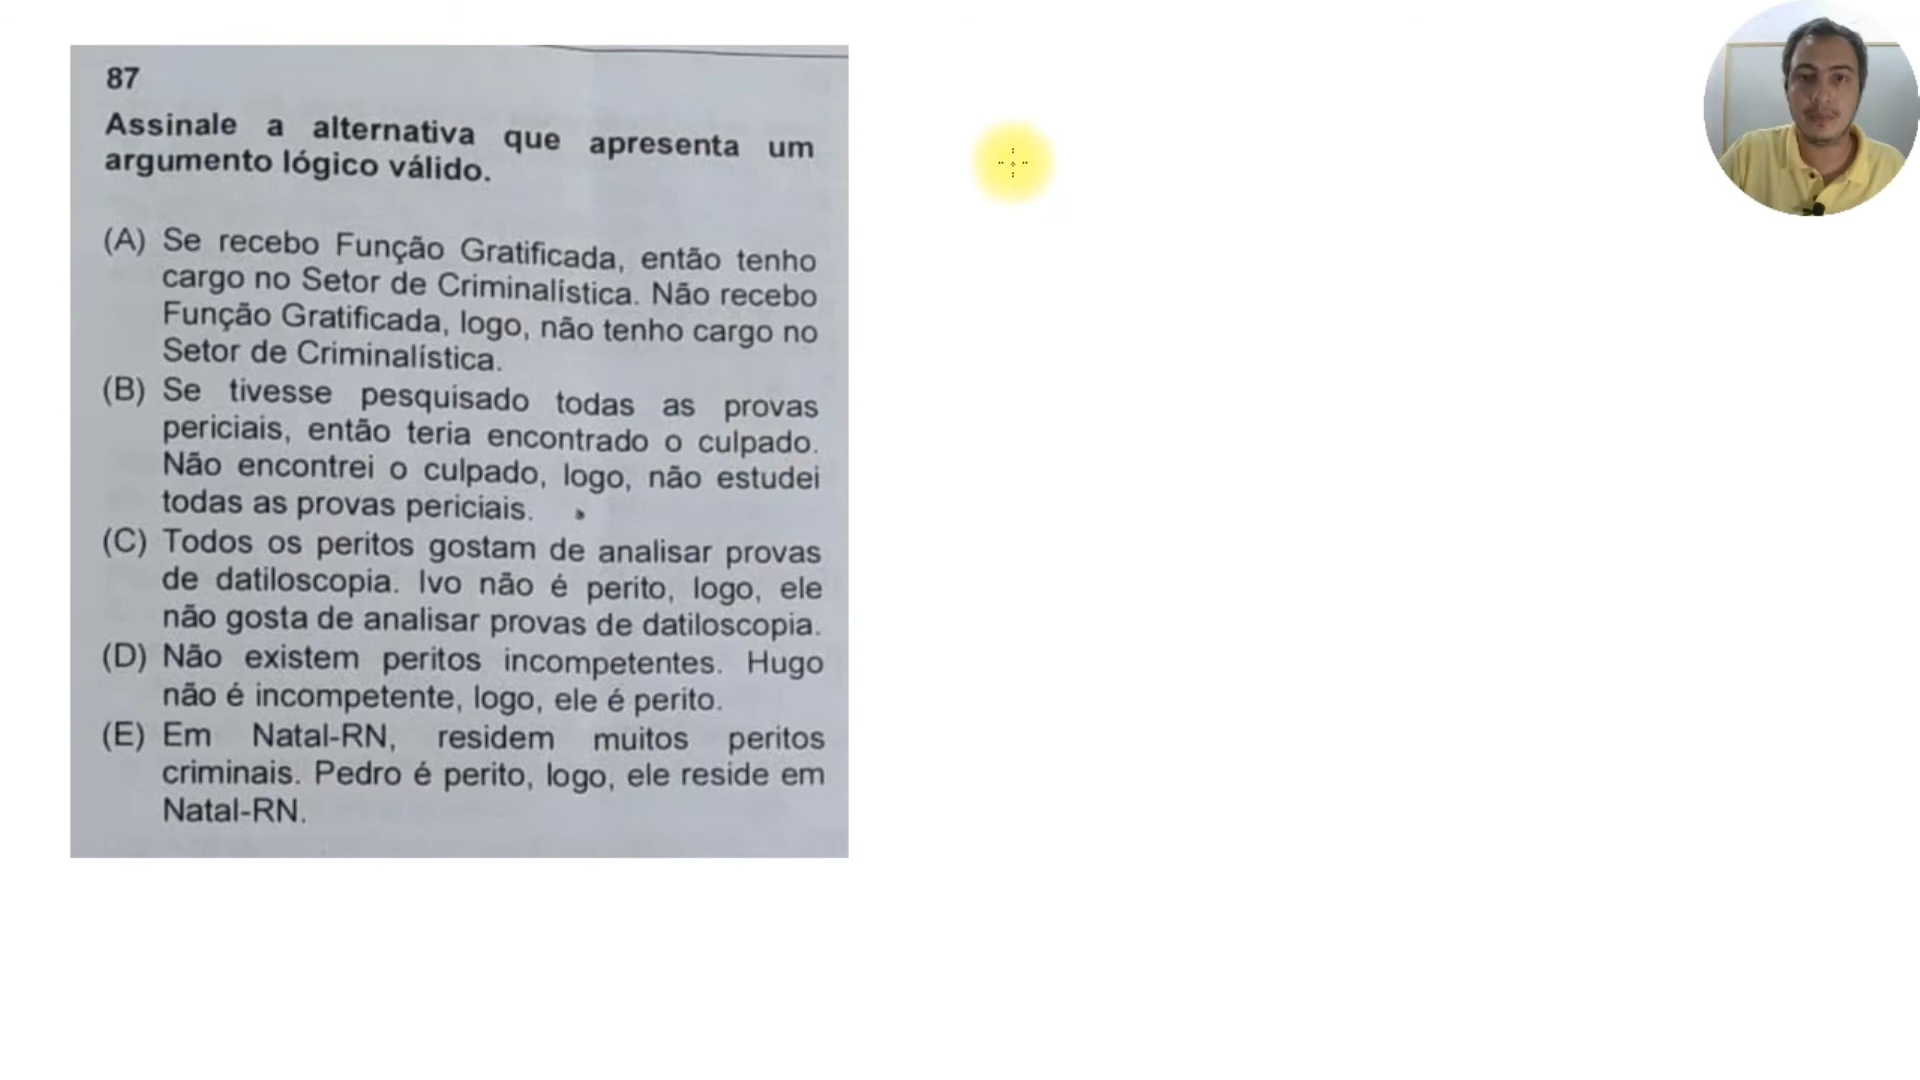 87
Assinale a alternativa que apresenta um
argumento lógico válido.
(A) Se recebo Função Gratificada, então tenho
cargo no Setor de Criminalística. Não recebo
Função Gratificada, logo, não tenho cargo no
Setor de Criminalística.
(B) Se tivesse pesquisado todas as provas
periciais, então teria encontrado o culpado.
Não encontrei o culpado, logo, não estudei
todas as provas periciais.
(C) Todos os peritos gostam de analisar provas
de datiloscopia. Ivo não é perito, logo, ele
não gosta de analisar provas de datiloscopia.
(D) Não existem peritos incompetentes. Hugo
não é incompetente, logo, ele é perito.
(E) Em Natal-RN, residem muitos peritos
criminais. Pedro é perito, logo, ele reside em
Natal-RN.